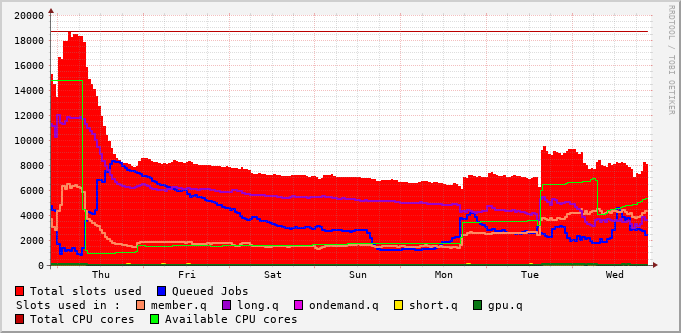 20000
18000
16000
14000
12000
10000
8000
6000
4000
2000
0
Thu Fri Sat Sun Mon Tue Wed
RRDTOOL / TOBI OETIKER
Total slots used Queued Jobs
Slots used in : member.q long.q ondemand.q short.q gpu.q
Total CPU cores Available CPU cores